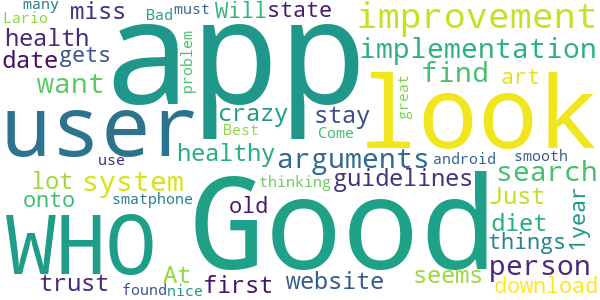 many must Will state improvement
Lario Bad miss
health app implementation
date gets problem find art
want crazy great look
user Best stay Come
healthy arguments android smooth
use search
lot system thinking guidelines Just
onto smatphone old diet 1year
WHO Good things
At seems person
trust first website
found nice download